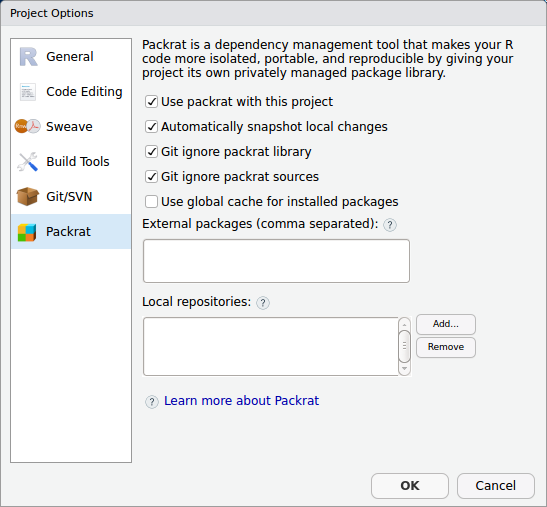 Project Options
General
Code Editing
Sweave
Build Tools
Git/SVN
Packrat
Packrat is a dependency management tool that makes your R
code more isolated, portable, and reproducible by giving your
project its own privately managed package library.
Use packrat with this project
Automatically snapshot local changes
Git ignore packrat library
Git ignore packrat sources
Use global cache for installed packages
External packages (comma separated): ?
Local repositories: ?
Add...
Remove
? Learn more about Packrat
OK
Cancel